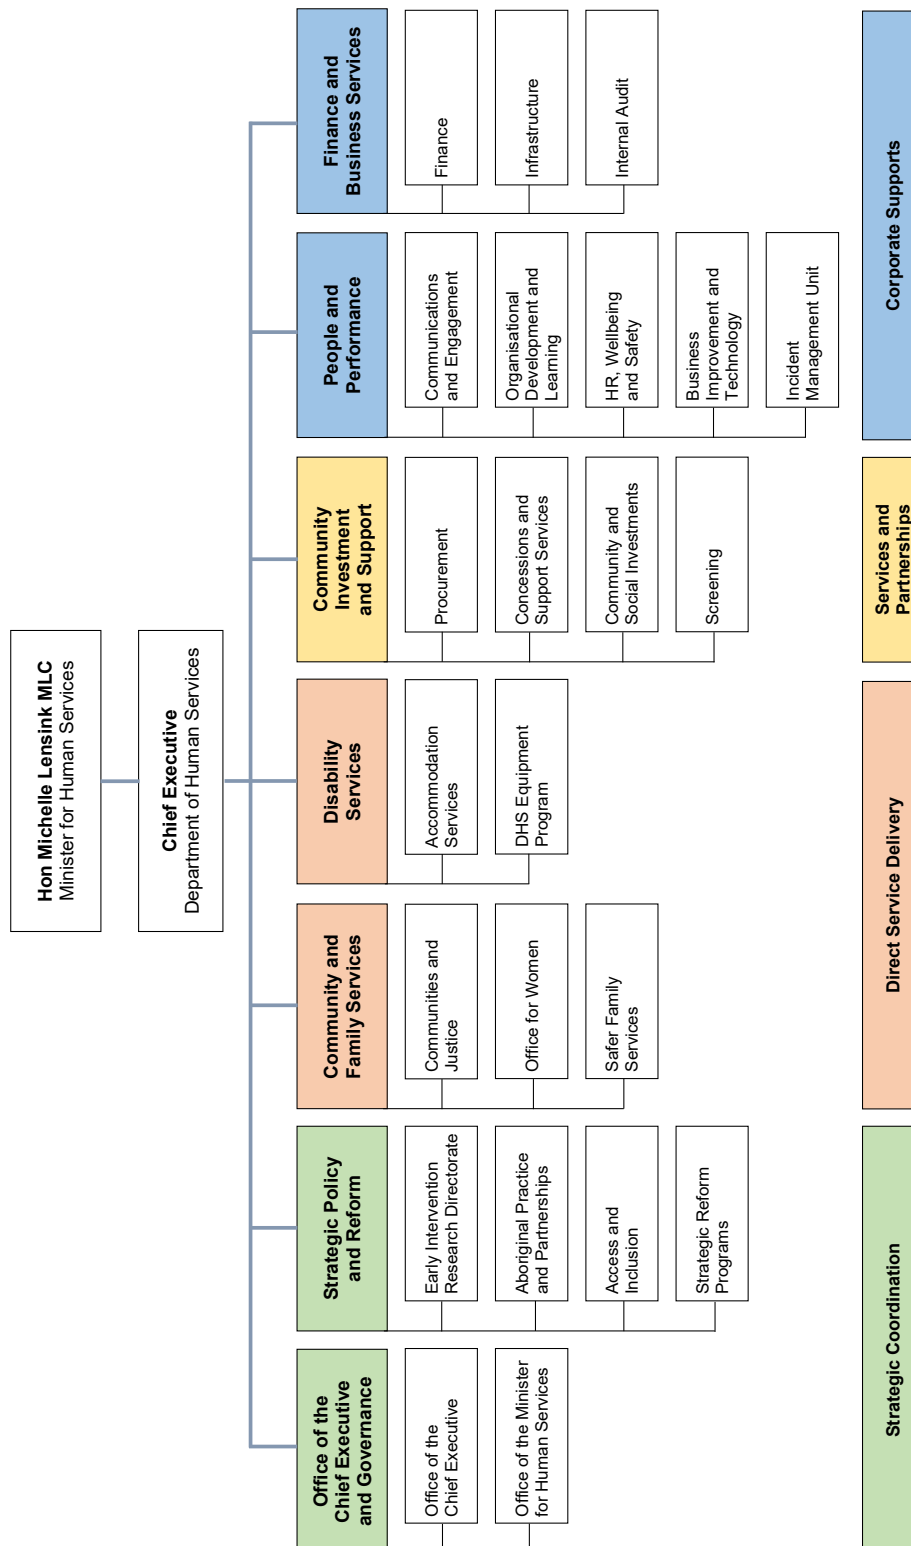 Hon Michelle Lensink MLC
Minister for Human Services
Chief Executive
Department of Human Services
Office of the
Chief Executive
and Governance
Office of the
Chief Executive
Office of the Minister
for Human Services
Strategic Policy
and Reform
Early Intervention
Research Directorate
Aboriginal Practice
and Partnerships
Access and
Inclusion
Strategic Reform
Programs
Community and
Family Services
Communities and
Justice
Office for Women
Safer Family
Services
Disability
Services
Accommodation
Services
DHS Equipment
Program
Community
Investment
and Support
Procurement
Concessions and
Support Services
Community and
Social Investments
Screening
People and
Performance
Communications
and Engagement
Organisational
Development and
Learning
HR, Wellbeing
and Safety
Business
Improvement and
Technology
Incident
Management Unit
Finance and
Business Services
Finance
Infrastructure
Internal Audit
Strategic Coordination
Direct Service Delivery
Services and
Partnerships
Corporate Supports